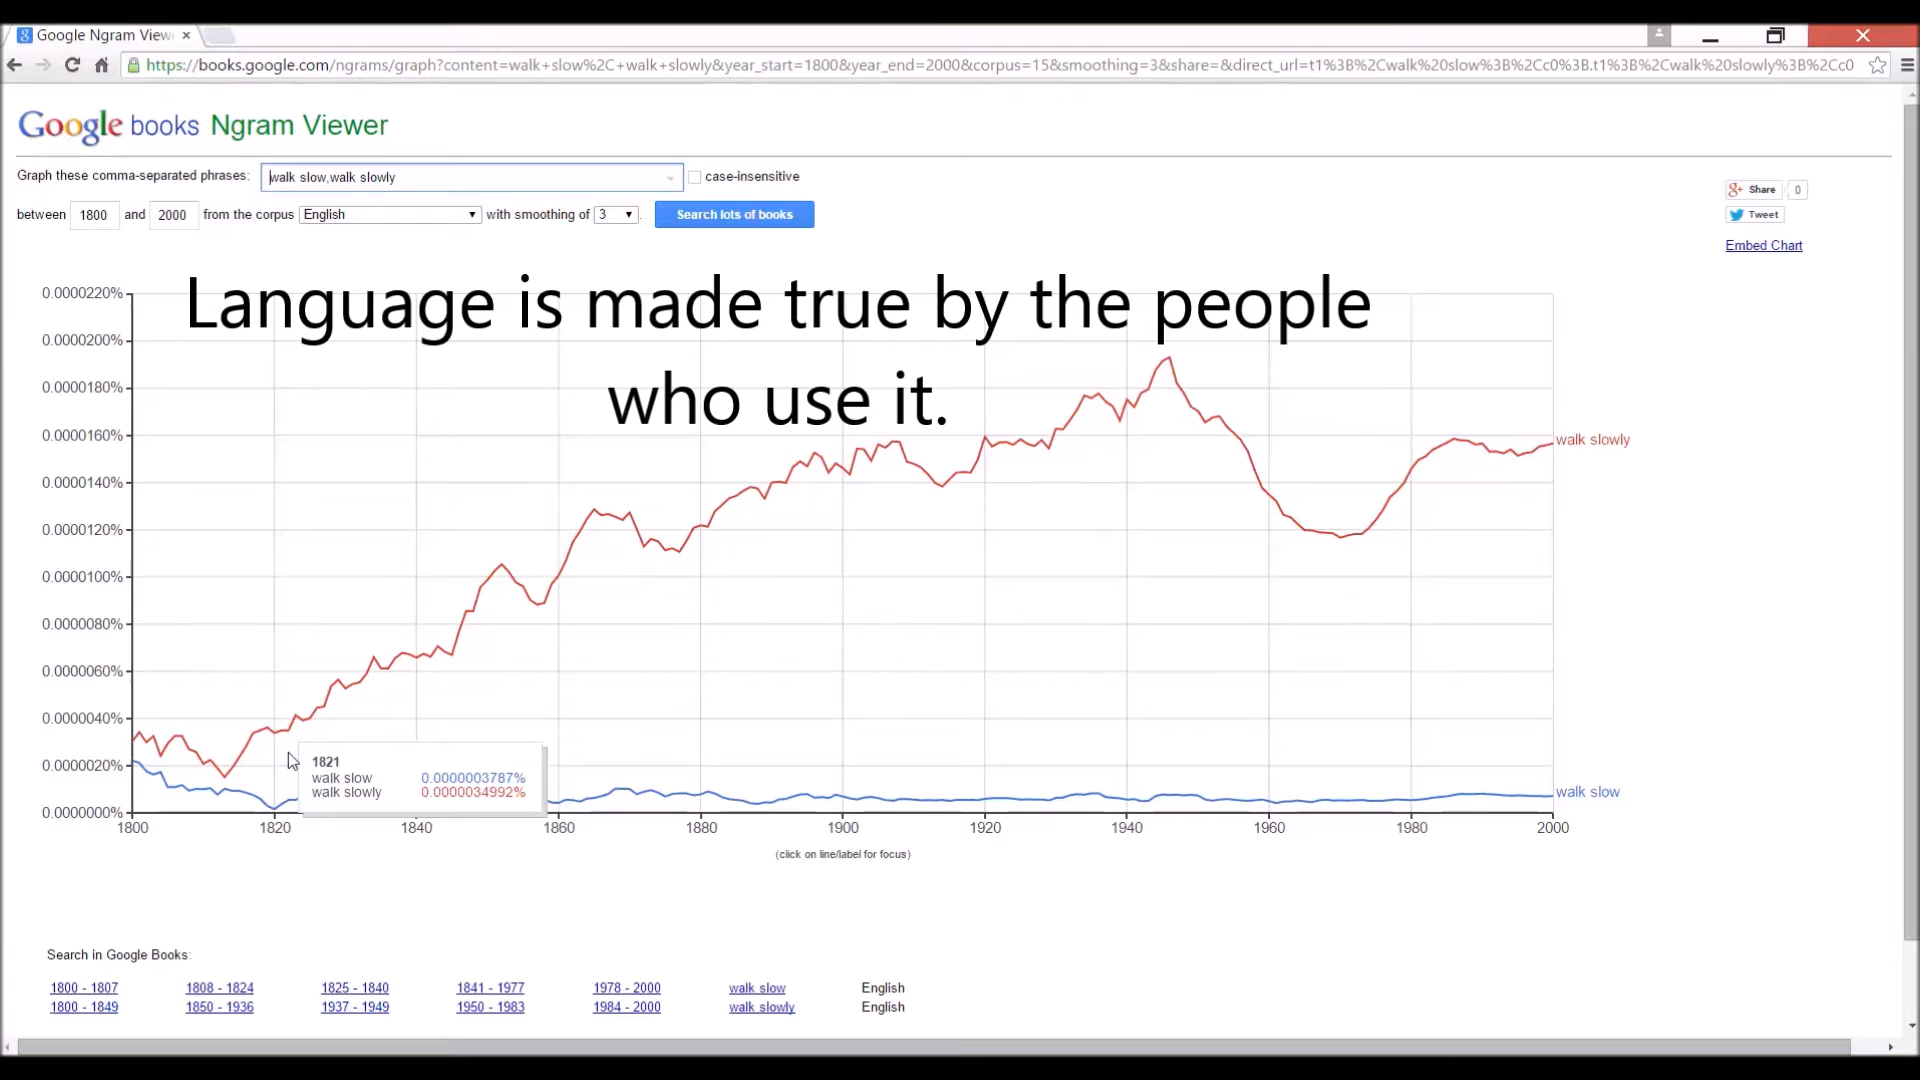 Google Ngram View
https://books.google.com/ngrams/graph?content=walk+slow%2C+walk+slowly&year_start=1800&year_end=2000&corpus=15&smoothing=3&share=&direct_url=t1%3B%2Cwalk%20slow%3B%2Cc0%3B.t1%3B%2Cwalk%20slowly%3B%2Cc0
Google books Ngram Viewer
Graph these comma-separated phrases: walk slow,walk slowly case-insensitive
between 1800 and 2000 from the corpus English with smoothing of 3 . Search lots of books
g+ Share 0
Tweet
Embed Chart
Language is made true by the people
who use it.
0.0000220%
0.0000200%
0.0000180%
0.0000160%
0.0000140%
0.0000120%
0.0000100%
0.0000080%
0.0000060%
0.0000040%
0.0000020%
0.0000000%
walk slowly
walk slow
1821
walk slow 0.0000003787%
walk slowly 0.0000034992%
1800 1820 1840 1860 1880 1900 1920 1940 1960 1980 2000
(click on line/label for focus)
Search in Google Books:
1800 - 1807 1808 - 1824 1825 - 1840 1841 - 1977 1978 - 2000 walk slow English
1800 - 1849 1850 - 1936 1937 - 1949 1950 - 1983 1984 - 2000 walk slowly English